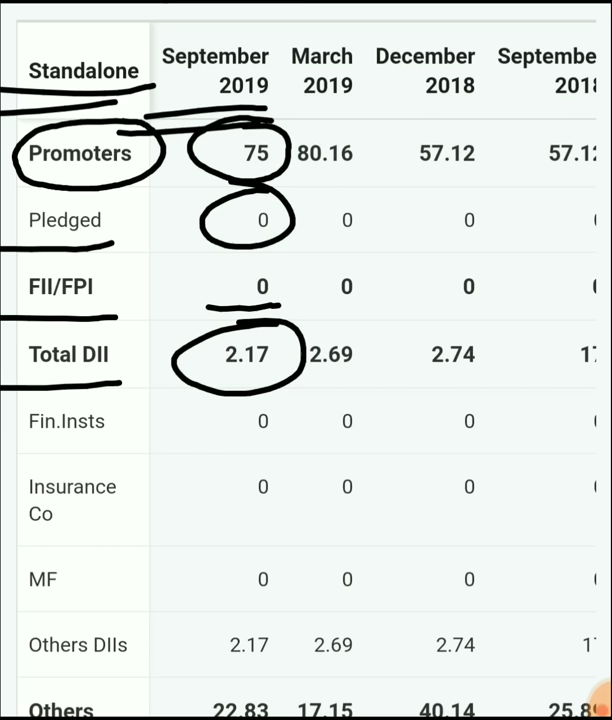 Standalone September 2019 March 2019 December 2018
Promoters 75 80.16 57.12
Pledged 0 0 0
FII/FPI 0 0 0
Total DII 2.17 2.69 2.74
Fin.Insts 0 0 0
Insurance Co 0 0 0
MF 0 0 0
Others DIIs 2.17 2.69 2.74
Others 22.83 17.15 40.14